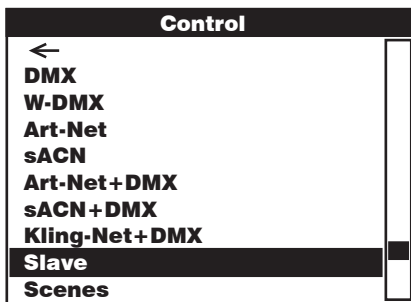 Control
←
DMX
W-DMX
Art-Net
sACN
Art-Net+DMX
sACN+DMX
Kling-Net+DMX
Slave
Scenes